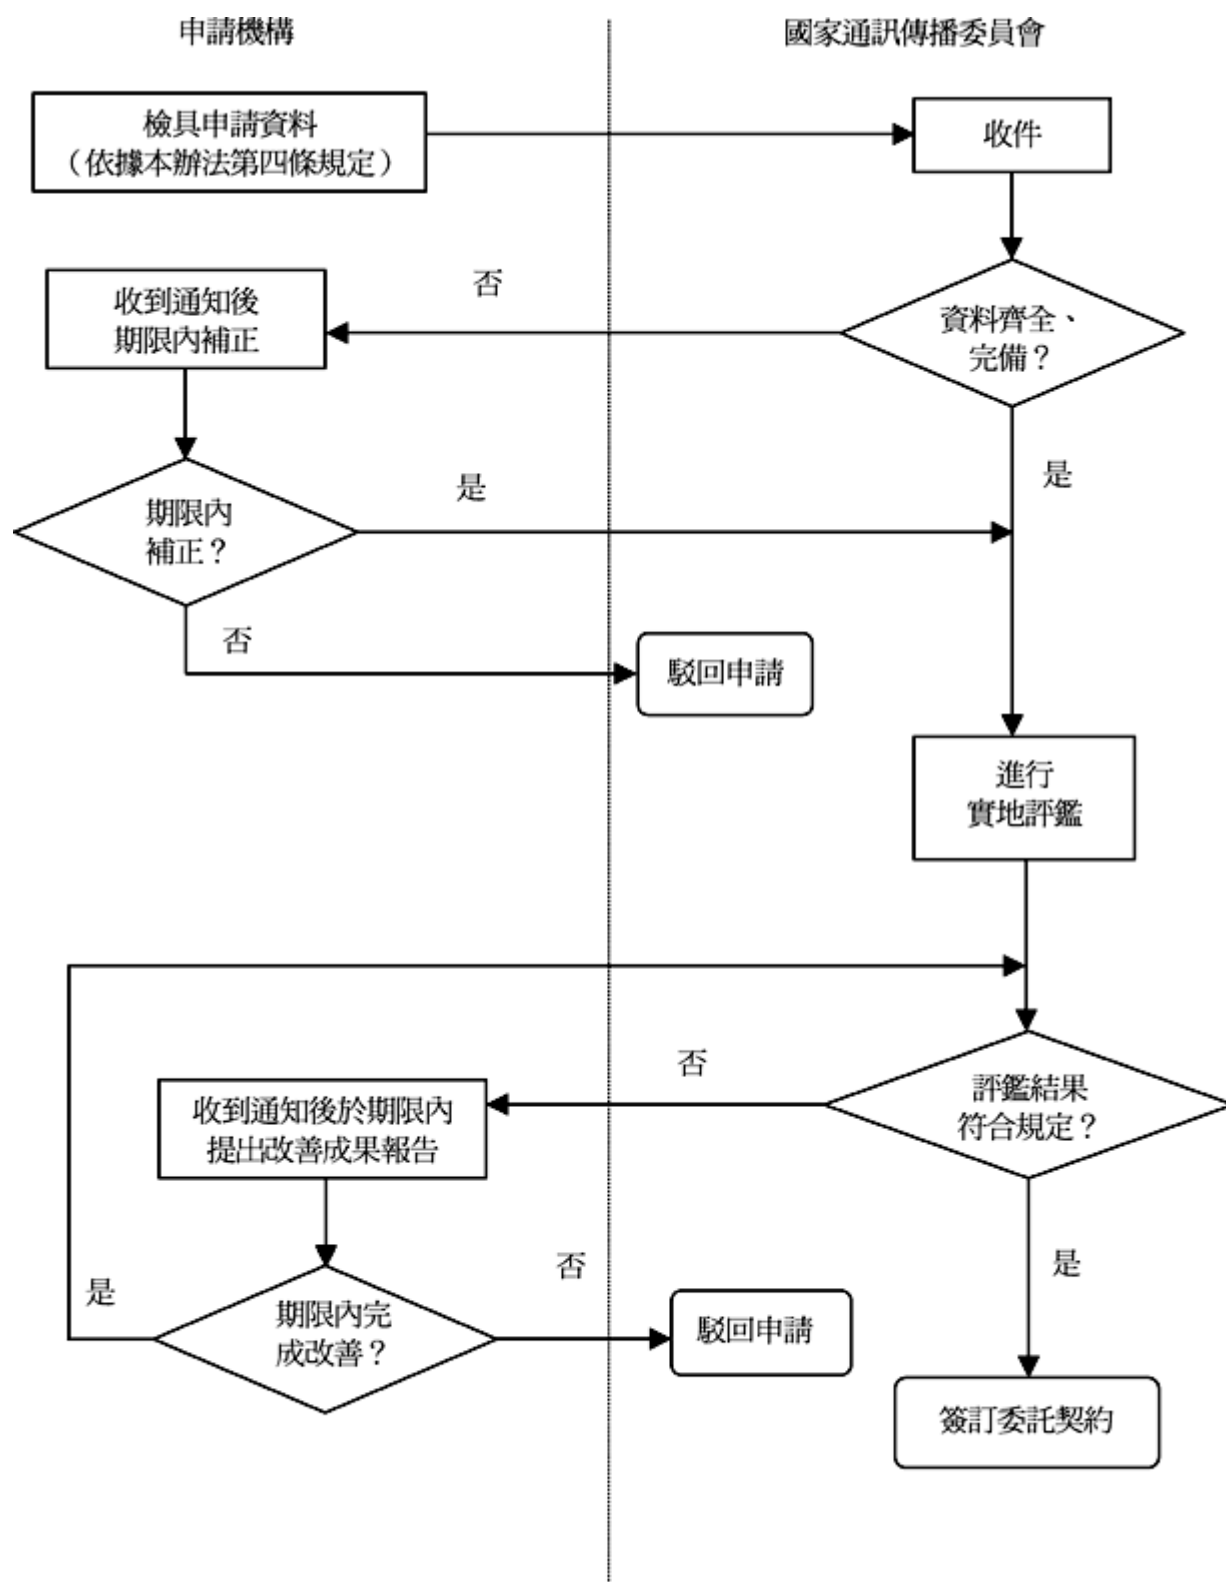 申請機構
國家通訊傳播委員會
檢具申請資料
（依據本辦法第四條規定）
收件
否
收到通知後
期限內補正
資料齊全、
完備？
是
是
期限內
補正？
否
駁回申請
進行
實地評鑑
否
評鑑結果
符合規定？
收到通知後於期限內
提出改善成果報告
是
否
是
期限內完
成改善？
駁回申請
簽訂委託契約